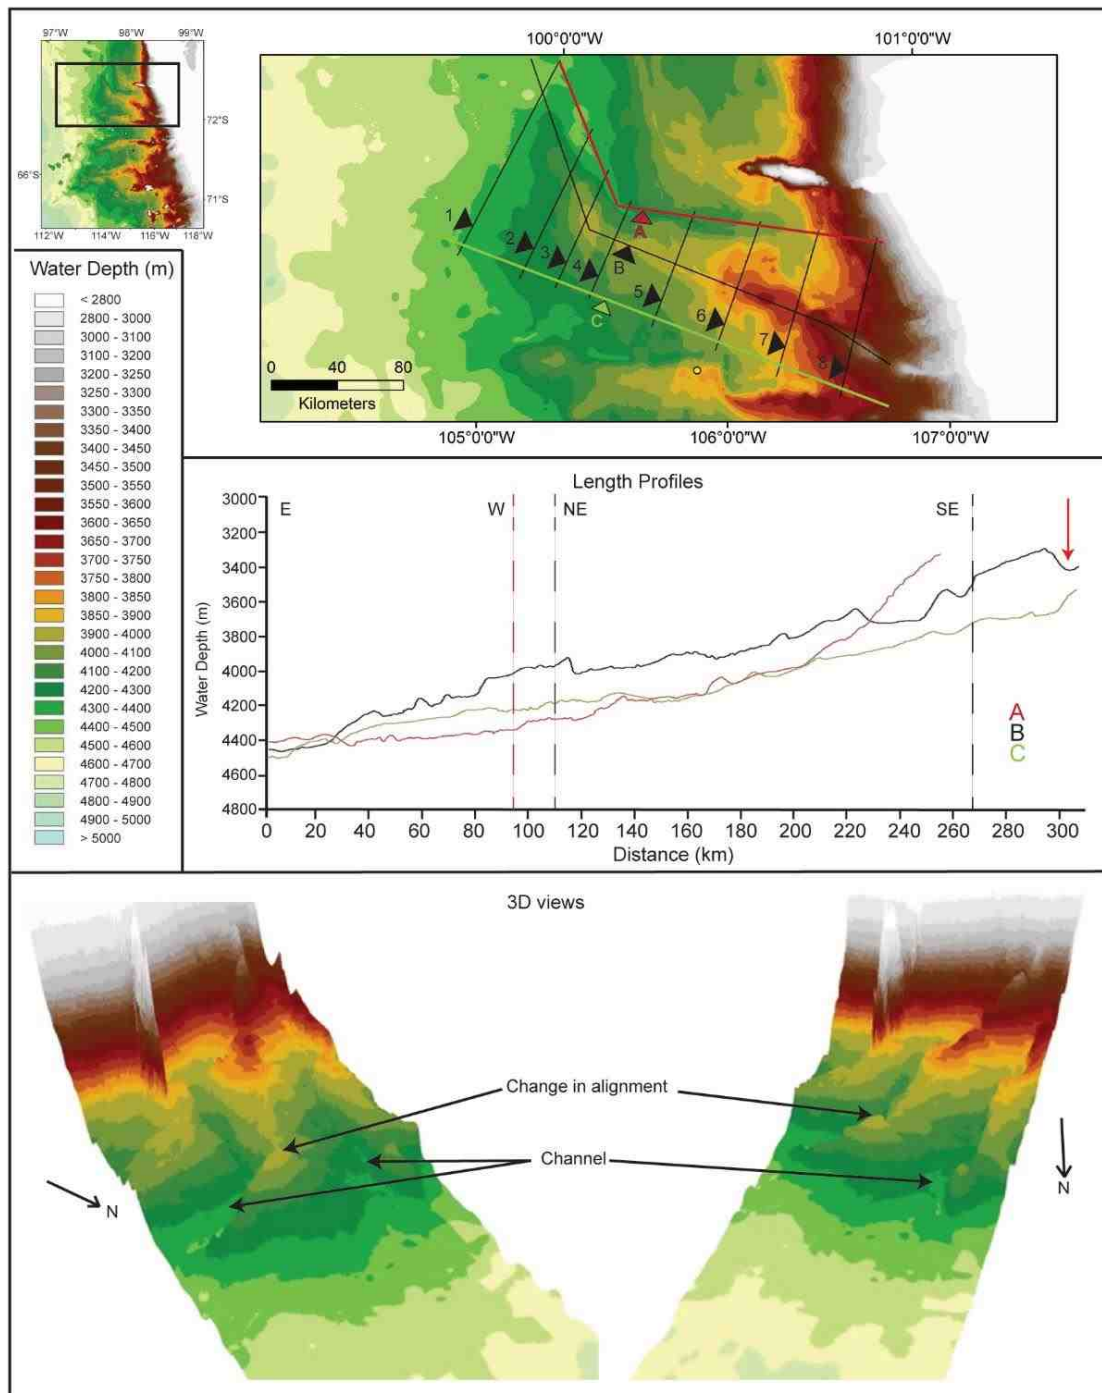 97°W 98°W 99°W
72°S
66°S
71°S
112°W 114°W 116°W 118°W
100°0'0"W 101°0'0"W
1
2
3
4
A
B
5
C
6
7
8
0 40 80
Kilometers
105°0'0"W 106°0'0"W 107°0'0"W
Water Depth (m)
< 2800
2800 - 3000
3000 - 3100
3100 - 3200
3200 - 3250
3250 - 3300
3300 - 3350
3350 - 3400
3400 - 3450
3450 - 3500
3500 - 3550
3550 - 3600
3600 - 3650
3650 - 3700
3700 - 3750
3750 - 3800
3800 - 3850
3850 - 3900
3900 - 4000
4000 - 4100
4100 - 4200
4200 - 4300
4300 - 4400
4400 - 4500
4500 - 4600
4600 - 4700
4700 - 4800
4800 - 4900
4900 - 5000
> 5000
Length Profiles
E W NE SE
3000
3200
3400
3600
3800
4000
4200
4400
4600
4800
Water Depth (m)
A
B
C
0 20 40 60 80 100 120 140 160 180 200 220 240 260 280 300
Distance (km)
3D views
Change in alignment
Channel
N
N